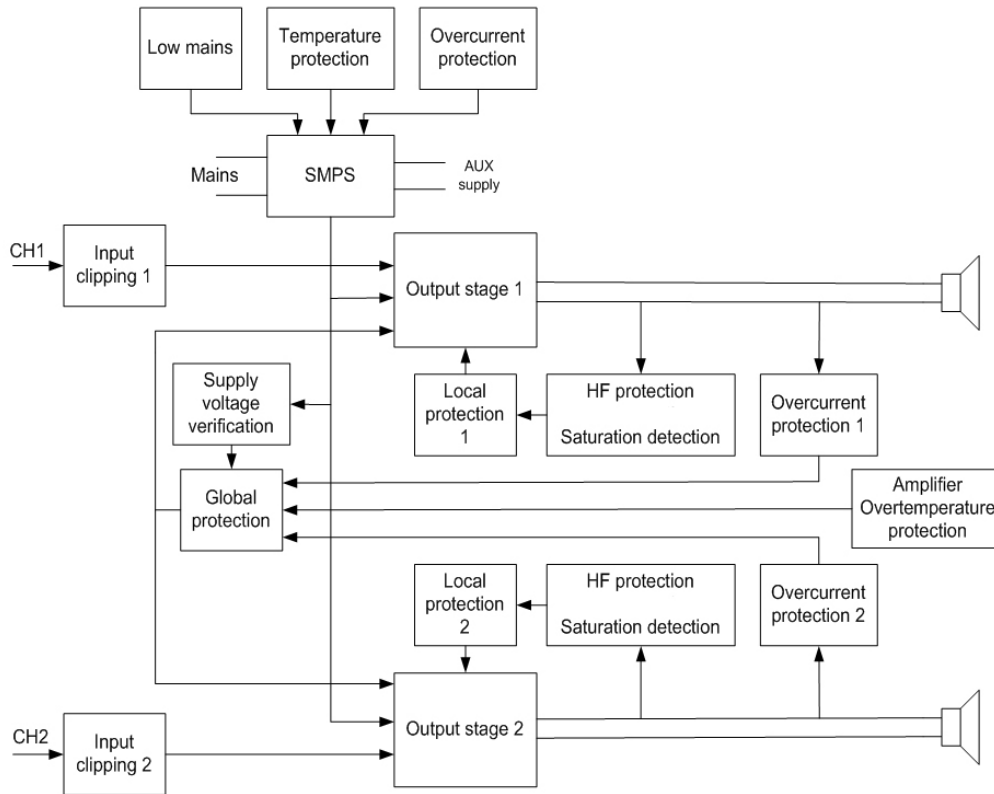 Low mains
Temperature
protection
Overcurrent
protection
Mains
SMPS
AUX
supply
CH1
Input
clipping 1
Output stage 1
Supply
voltage
verification
Local
protection
1
HF protection
Saturation detection
Overcurrent
protection 1
Global
protection
Amplifier
Overtemperature
protection
Local
protection
2
HF protection
Saturation detection
Overcurrent
protection 2
Output stage 2
CH2
Input
clipping 2